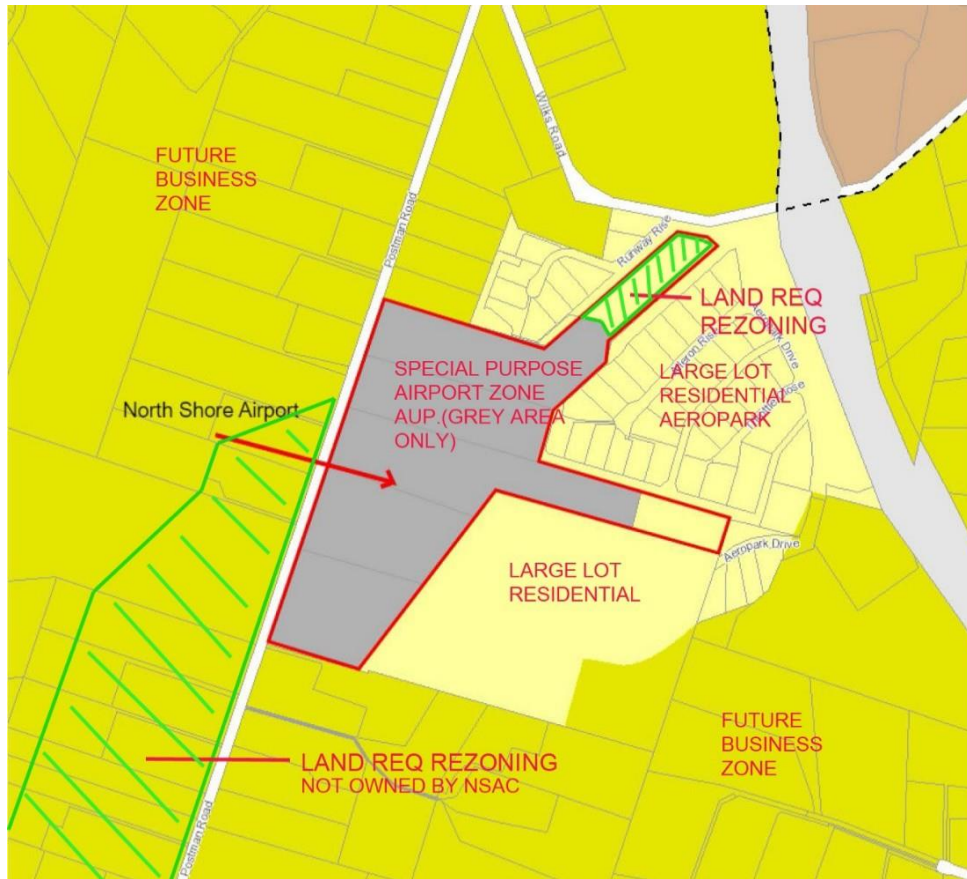 Wilks Road
FUTURE
BUSINESS
ZONE
Postman Road
Runway Rise
LAND REQ
REZONING
Aeropark Drive
SPECIAL PURPOSE
AIRPORT ZONE
AUP.(GREY AREA
ONLY)
LARGE LOT
RESIDENTIAL
AEROPARK
North Shore Airport
Aeropark Drive
LARGE LOT
RESIDENTIAL
FUTURE
BUSINESS
ZONE
LAND REQ REZONING
NOT OWNED BY NSAC
Postman Road